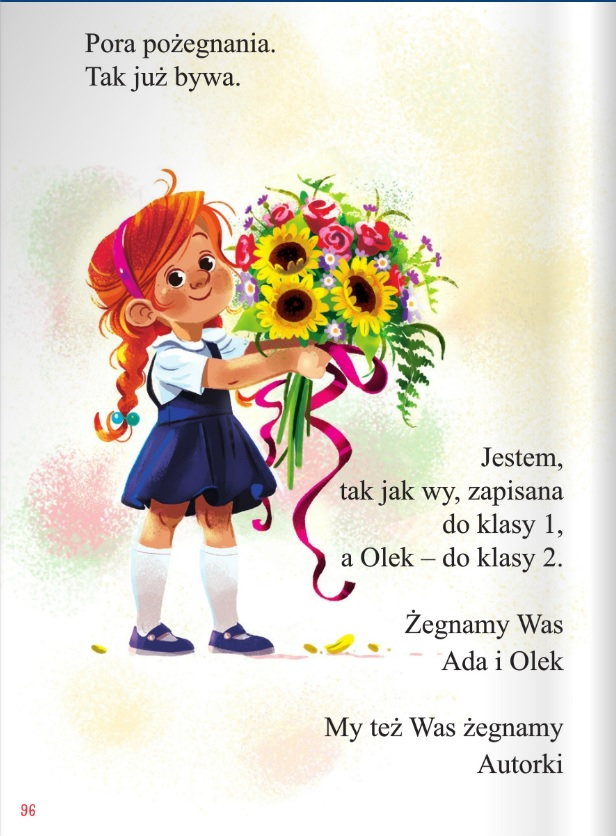 Pora pożegnania.
Tak już bywa.
Jestem,
tak jak wy, zapisana
do klasy 1,
a Olek – do klasy 2.
Żegnamy Was
Ada i Olek
My też Was żegnamy
Autorki
96